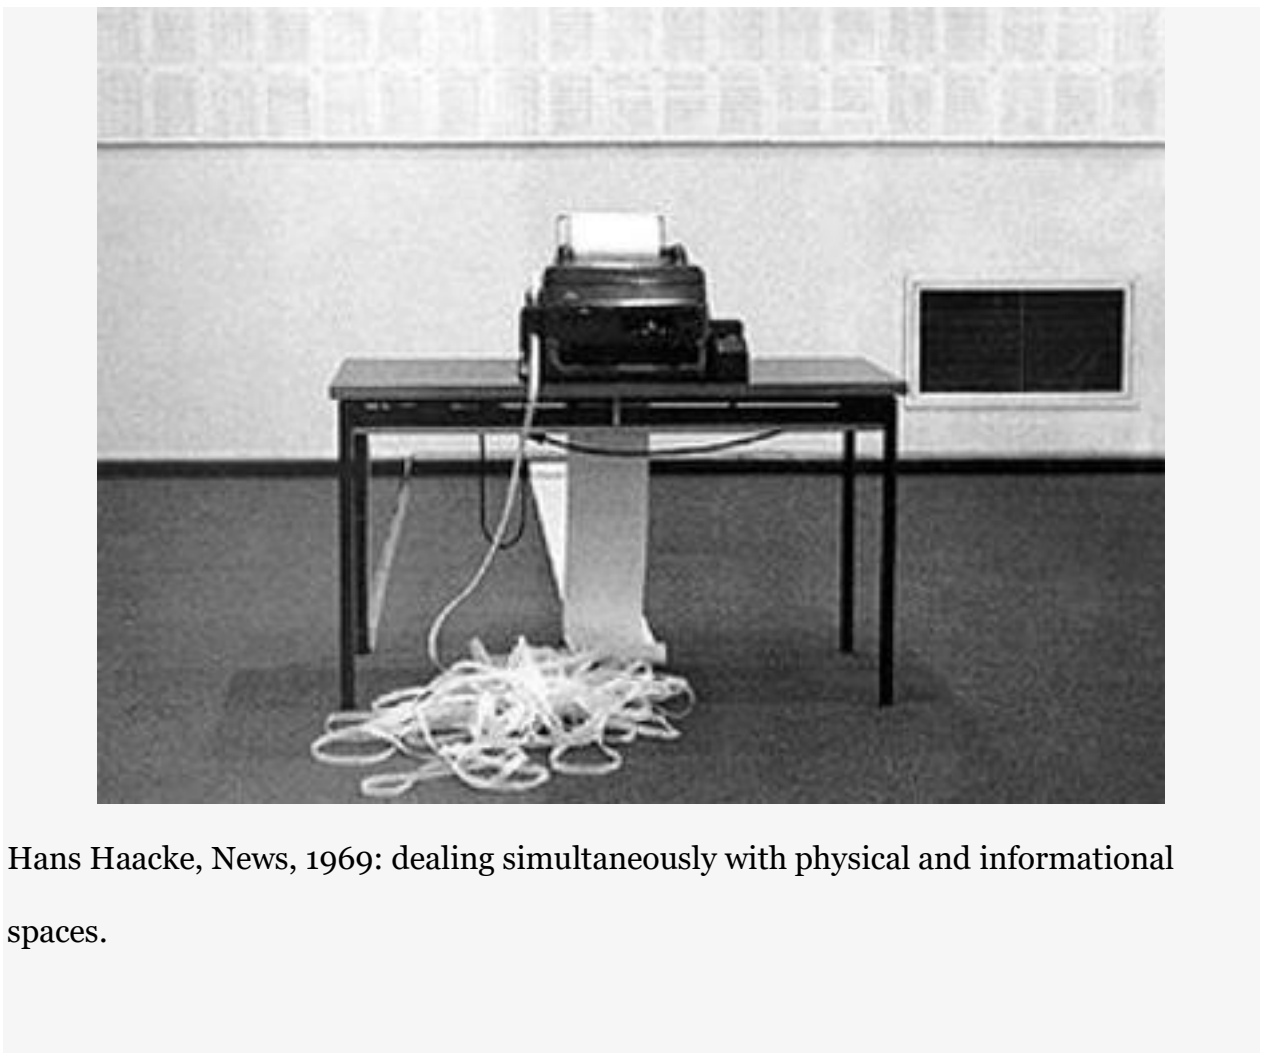 Hans Haacke, News, 1969: dealing simultaneously with physical and informational
spaces.